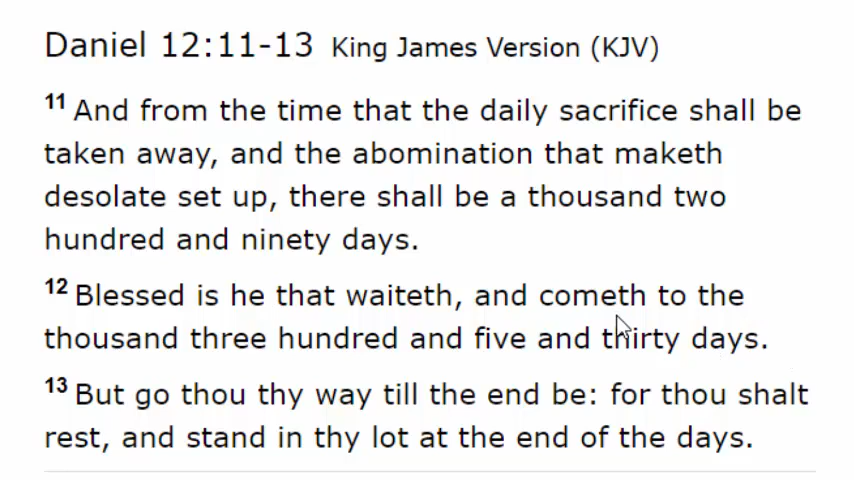 Daniel 12:11-13 King James Version (KJV)
11 And from the time that the daily sacrifice shall be
taken away, and the abomination that maketh
desolate set up, there shall be a thousand two
hundred and ninety days.
12 Blessed is he that waiteth, and cometh to the
thousand three hundred and five and thirty days.
13 But go thou thy way till the end be: for thou shalt
rest, and stand in thy lot at the end of the days.